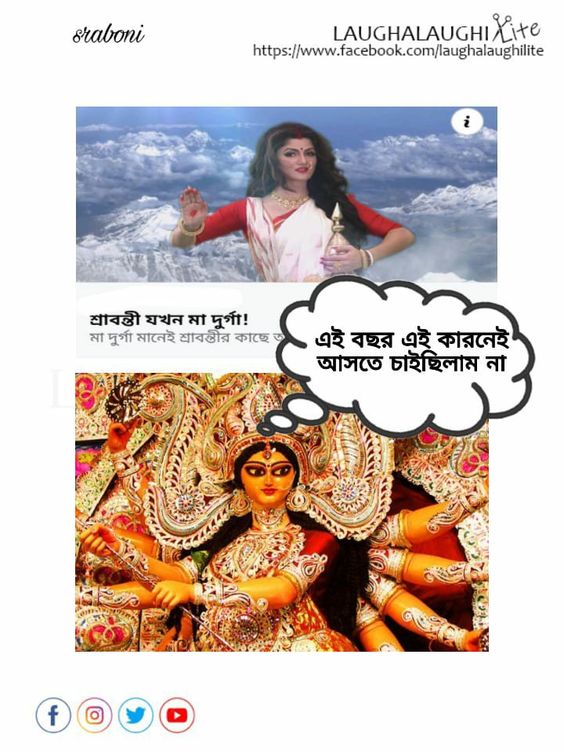 sraboni
LAUGHALAUGHI Lite
https://www.facebook.com/laughalaughilite
i
শ্রাবন্তী যখন মা দুর্গা!
মা দুর্গা মানেই শ্রাবন্তীর কাছে
এই বছর এই কারনেই
আসতে চাইছিলাম না